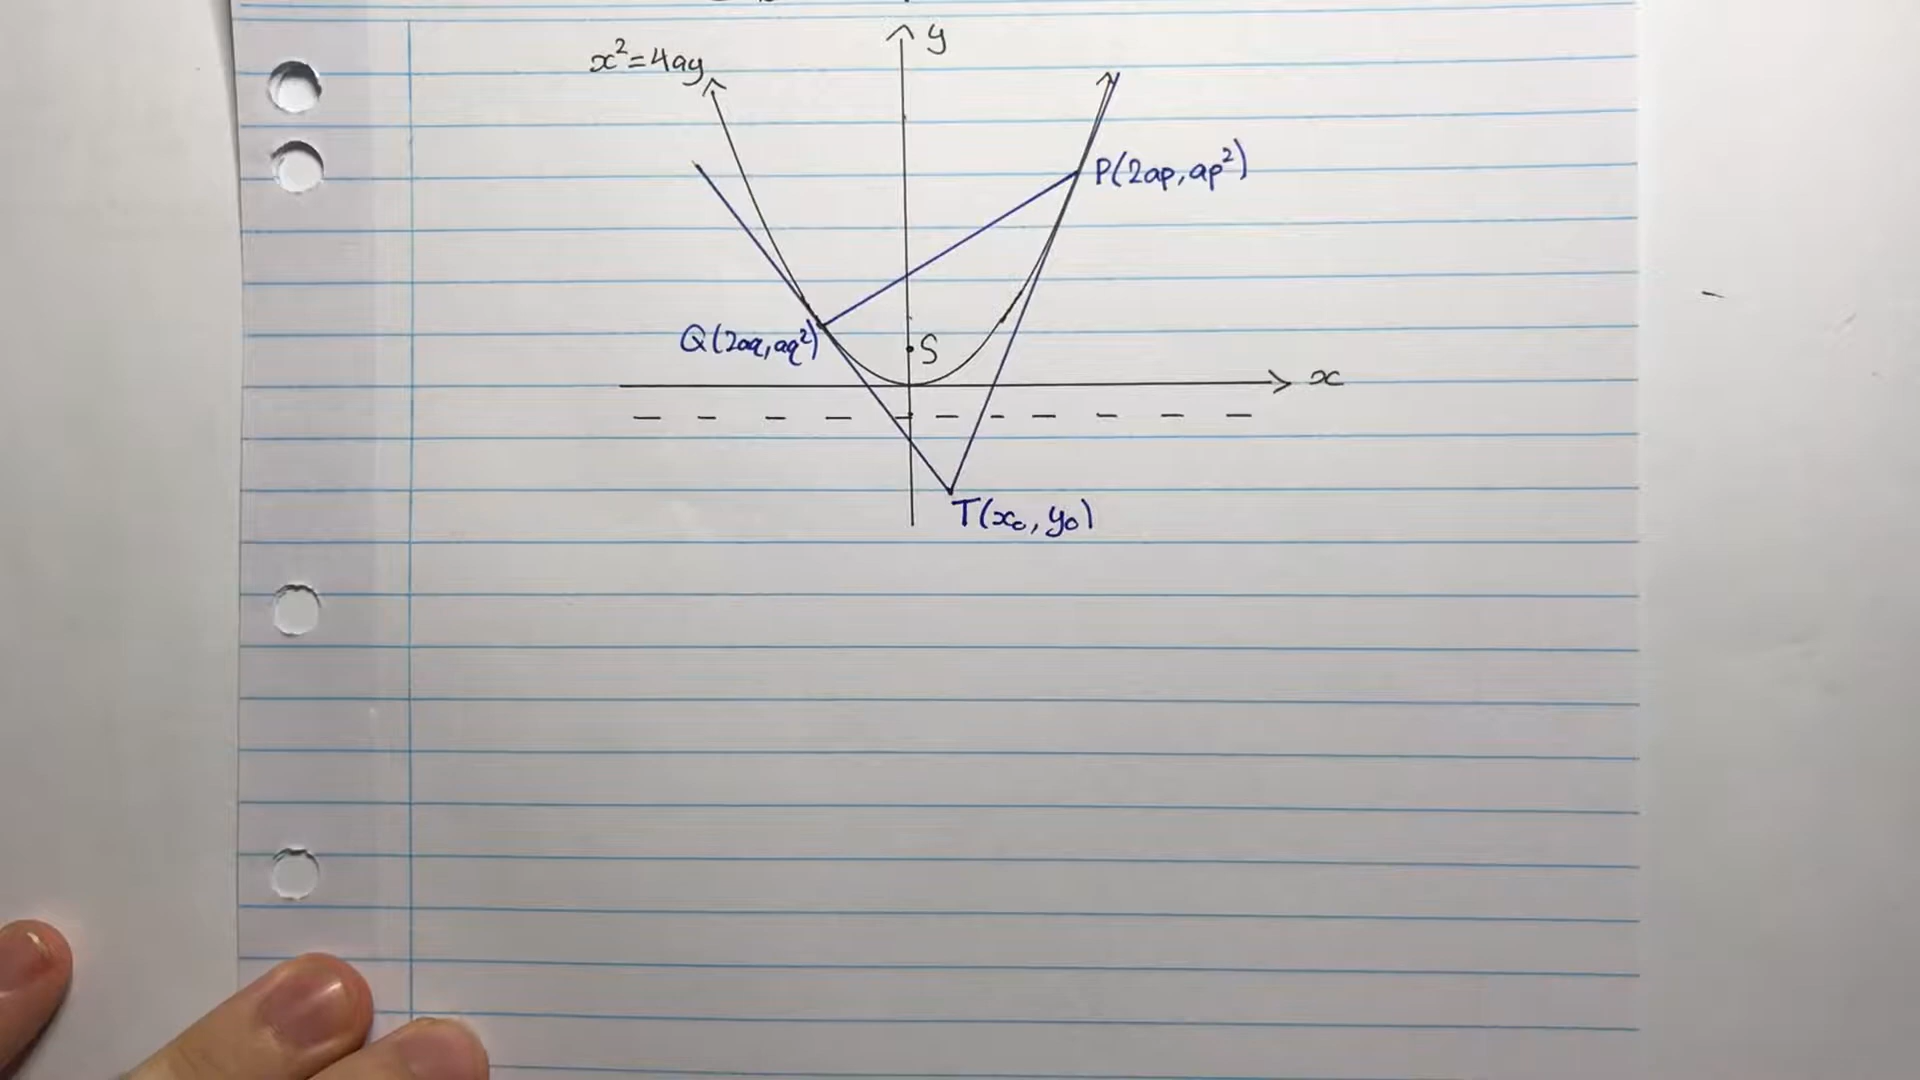 y
x²=4ay
P(2ap, ap²)
Q(2aq, aq²)
S
x
T(x₀, y₀)